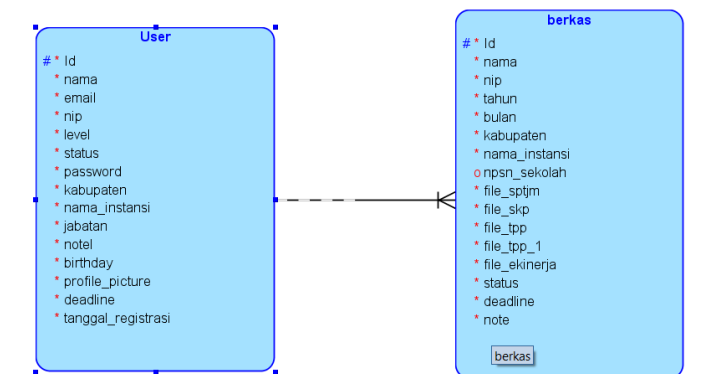 User
# * Id
* nama
* email
* nip
* level
* status
* password
* kabupaten
* nama_instansi
* jabatan
* notel
* birthday
* profile_picture
* deadline
* tanggal_registrasi
berkas
# * Id
* nama
* nip
* tahun
* bulan
* kabupaten
* nama_instansi
o npsn_sekolah
* file_sptjm
* file_skp
* file_tpp
* file_tpp_1
* file_ekinerja
* status
* deadline
* note
berkas